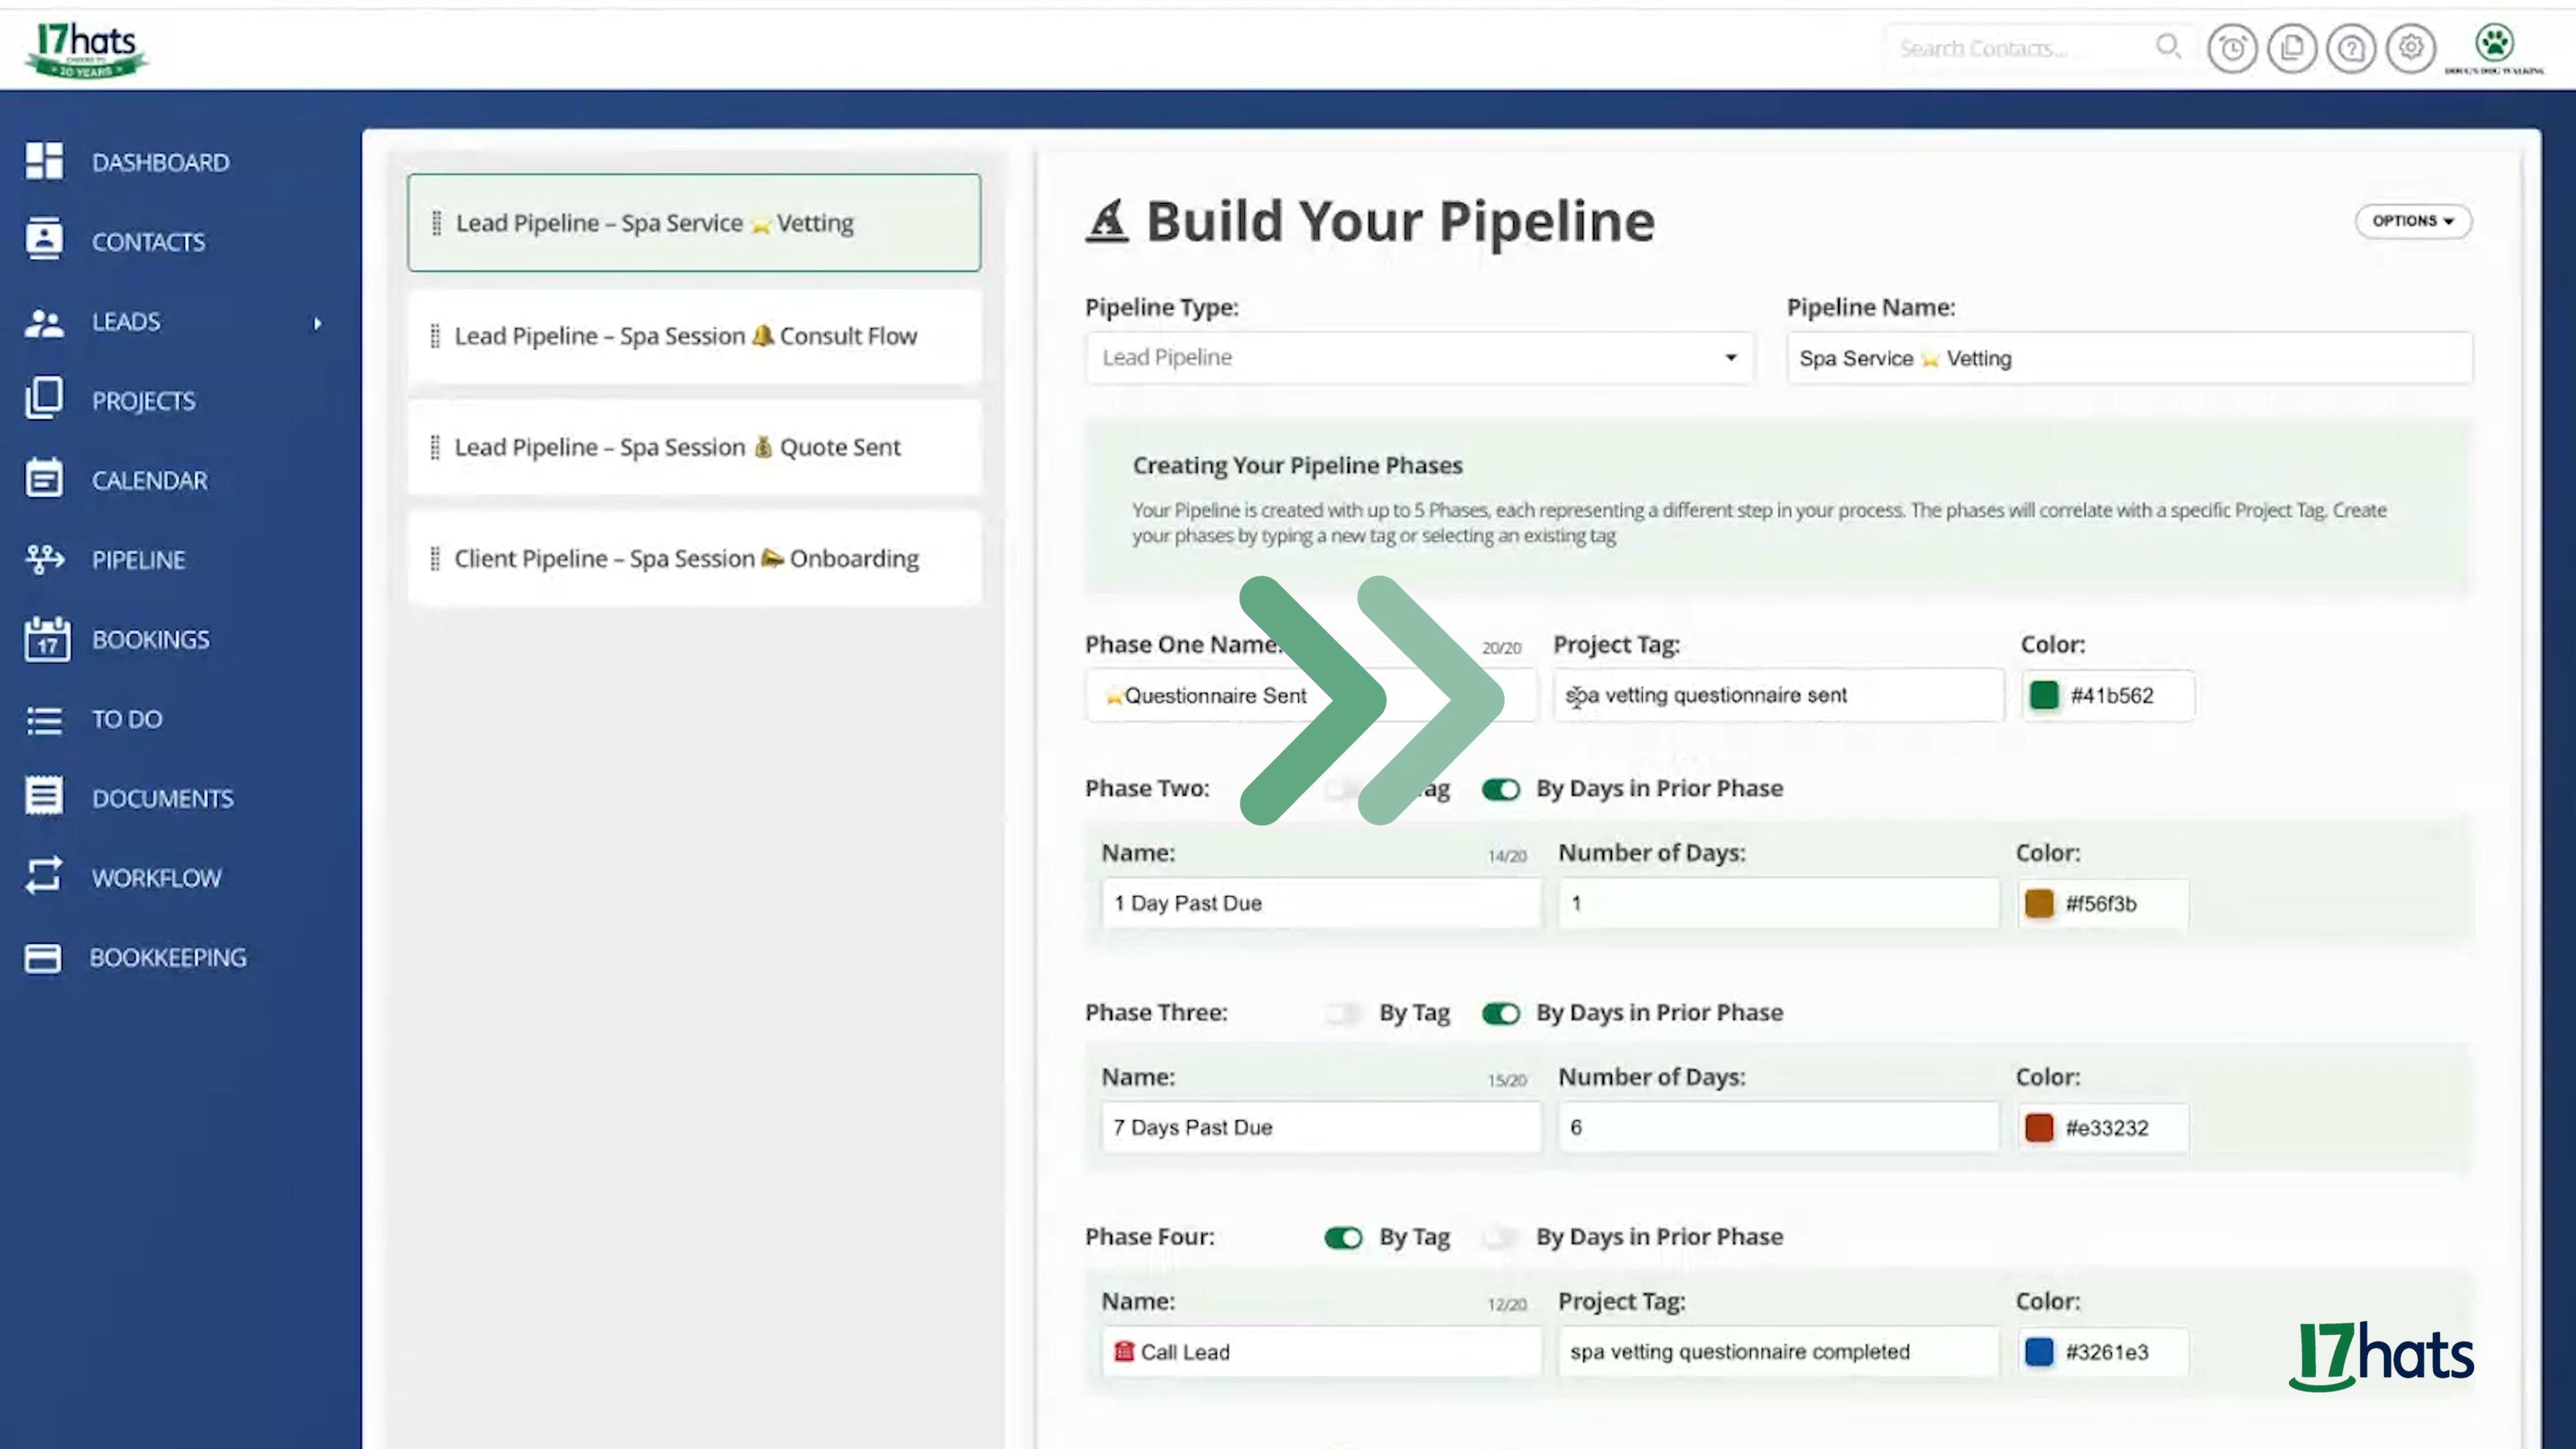 17hats
20 YEARS
Search Contacts...
DOUG'S DOG WALKING
DASHBOARD
CONTACTS
LEADS
PROJECTS
CALENDAR
PIPELINE
17
BOOKINGS
TO DO
DOCUMENTS
WORKFLOW
BOOKKEEPING
Lead Pipeline – Spa Service ⭐ Vetting
Lead Pipeline – Spa Session 🔔 Consult Flow
Lead Pipeline – Spa Session 💰 Quote Sent
Client Pipeline – Spa Session 📣 Onboarding
Build Your Pipeline
OPTIONS
Pipeline Type:
Pipeline Name:
Lead Pipeline
Spa Service ⭐ Vetting
Creating Your Pipeline Phases
Your Pipeline is created with up to 5 Phases, each representing a different step in your process. The phases will correlate with a specific Project Tag. Create
your phases by typing a new tag or selecting an existing tag
Phase One Name:
20/20
Project Tag:
Color:
⭐Questionnaire Sent
spa vetting questionnaire sent
#41b562
Phase Two:
ag
By Days in Prior Phase
Name:
14/20
Number of Days:
Color:
1 Day Past Due
1
#f56f3b
Phase Three:
By Tag
By Days in Prior Phase
Name:
15/20
Number of Days:
Color:
7 Days Past Due
6
#e33232
Phase Four:
By Tag
By Days in Prior Phase
Name:
12/20
Project Tag:
Color:
☎️ Call Lead
spa vetting questionnaire completed
#3261e3
17hats